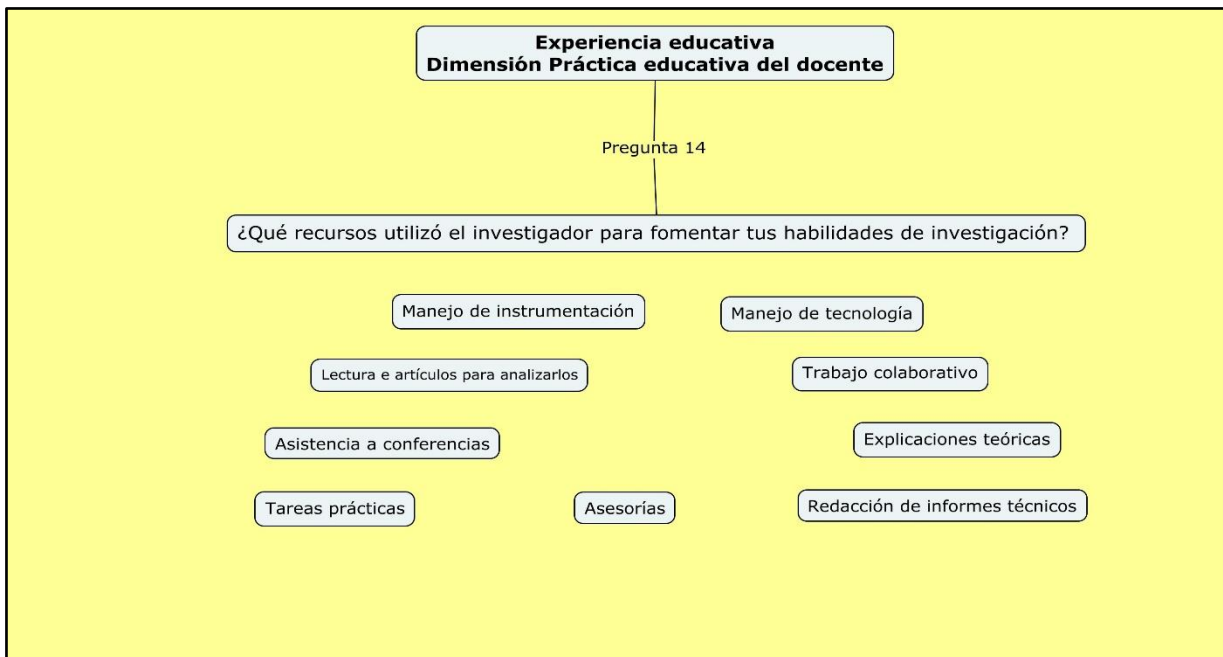 Experiencia educativa
Dimensión Práctica educativa del docente
Pregunta 14
¿Qué recursos utilizó el investigador para fomentar tus habilidades de investigación?
Manejo de instrumentación
Manejo de tecnología
Lectura e artículos para analizarlos
Trabajo colaborativo
Asistencia a conferencias
Explicaciones teóricas
Tareas prácticas
Asesorías
Redacción de informes técnicos